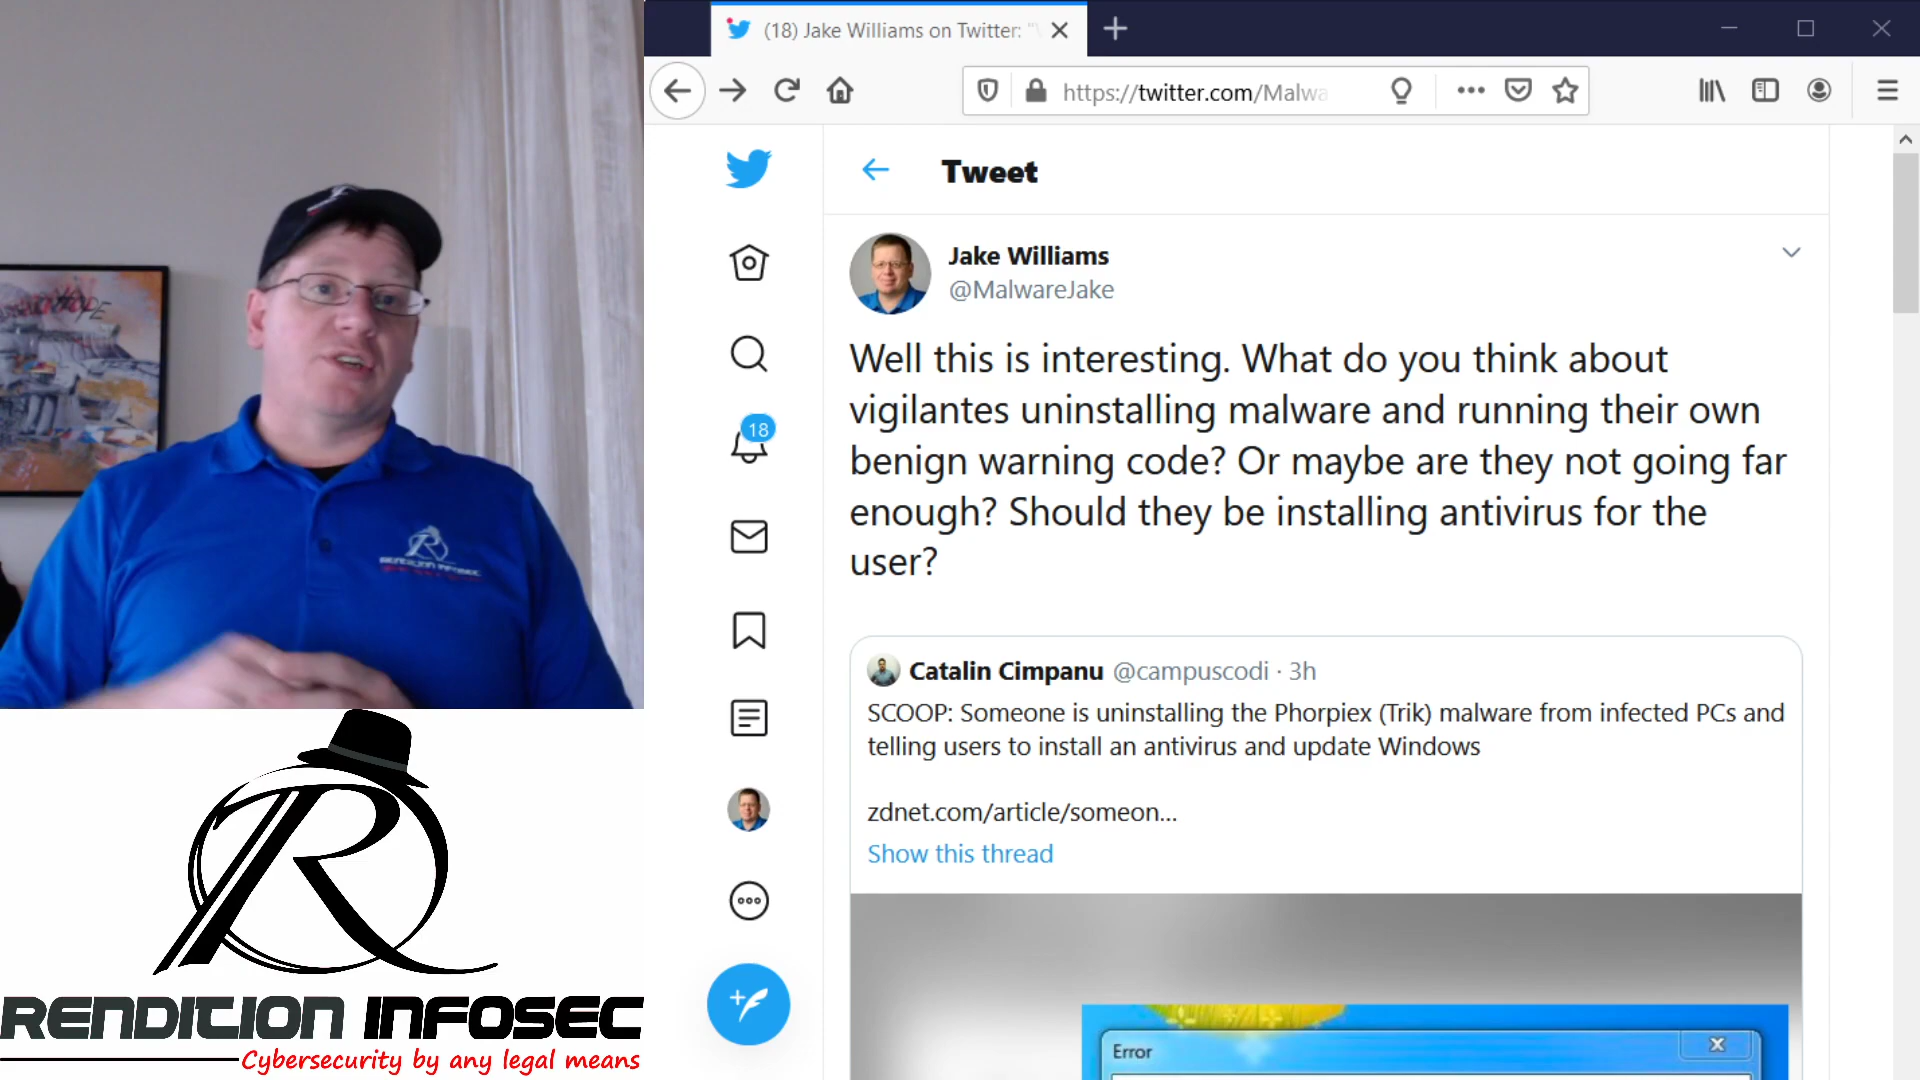 (18) Jake Williams on Twitter: "
https://twitter.com/Malwa
Tweet
Jake Williams
@MalwareJake
Well this is interesting. What do you think about
vigilantes uninstalling malware and running their own
benign warning code? Or maybe are they not going far
enough? Should they be installing antivirus for the
user?
18
Catalin Cimpanu @campuscodi · 3h
SCOOP: Someone is uninstalling the Phorpiex (Trik) malware from infected PCs and
telling users to install an antivirus and update Windows
zdnet.com/article/someon...
Show this thread
Error
R
RENDITION INFOSEC
R
RENDITION INFOSEC
Cybersecurity by any legal means